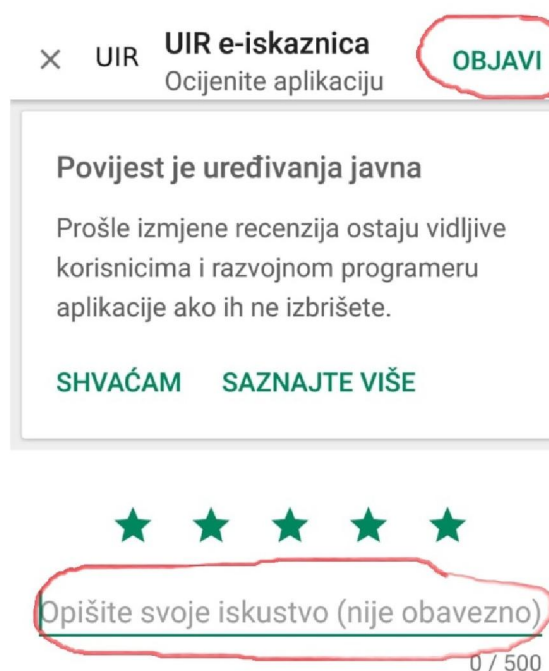 UIR UIR e-iskaznica OBJAVI
Ocijenite aplikaciju
Povijest je uređivanja javna
Prošle izmjene recenzija ostaju vidljive
korisnicima i razvojnom programeru
aplikacije ako ih ne izbrišete.
SHVAĆAM SAZNAJTE VIŠE
Opišite svoje iskustvo (nije obavezno)
0 / 500